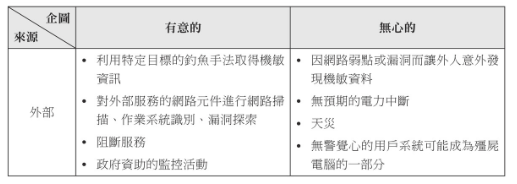 企圖
來源
有意的
無心的
外部
• 利用特定目標的釣魚手法取得機敏
資訊
• 對外部服務的網路元件進行網路掃
描、作業系統識別、漏洞探索
• 阻斷服務
• 政府資助的監控活動
• 因網路弱點或漏洞而讓外人意外發
現機敏資料
• 無預期的電力中斷
• 天災
• 無警覺心的用戶系統可能成為殭屍
電腦的一部分